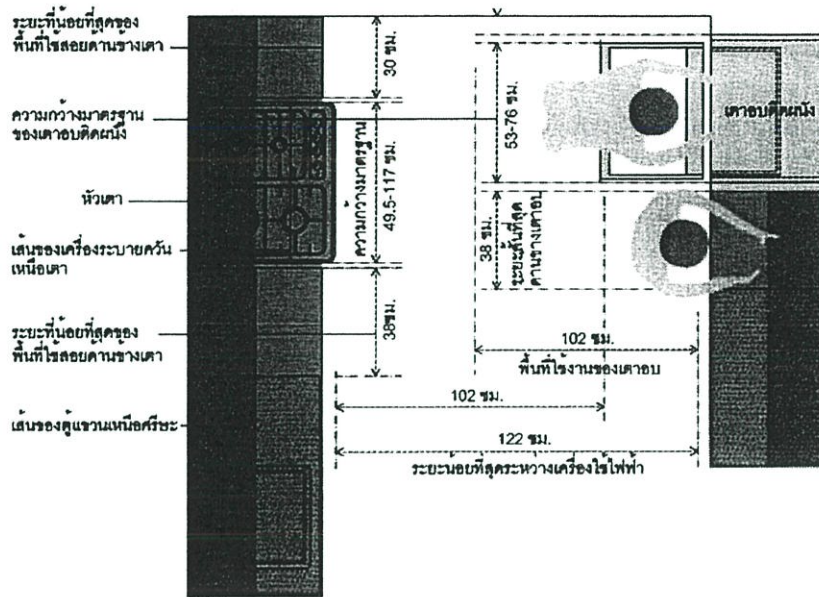 ระยะที่น้อยที่สุดของ
พื้นที่ใช้สอยด้านข้างเตา
ความกว้างมาตรฐาน
ของเตาอบติดผนัง
หัวเตา
เส้นของเครื่องระบายควัน
เหนือเตา
ระยะที่น้อยที่สุดของ
พื้นที่ใช้สอยด้านข้างเตา
เส้นของตู้แขวนเหนือศรีษะ
30 ซม.
ความกว้างมาตรฐาน
49.5-117 ซม.
38ซม.
53-76 ซม.
38 ซม.
ระยะสั้นที่สุด
ด้านข้างเตาอบ
เตาอบติดผนัง
102 ซม.
พื้นที่ใช้งานของเตาอบ
102 ซม.
122 ซม.
ระยะน้อยที่สุดระหว่างเครื่องใช้ไฟฟ้า